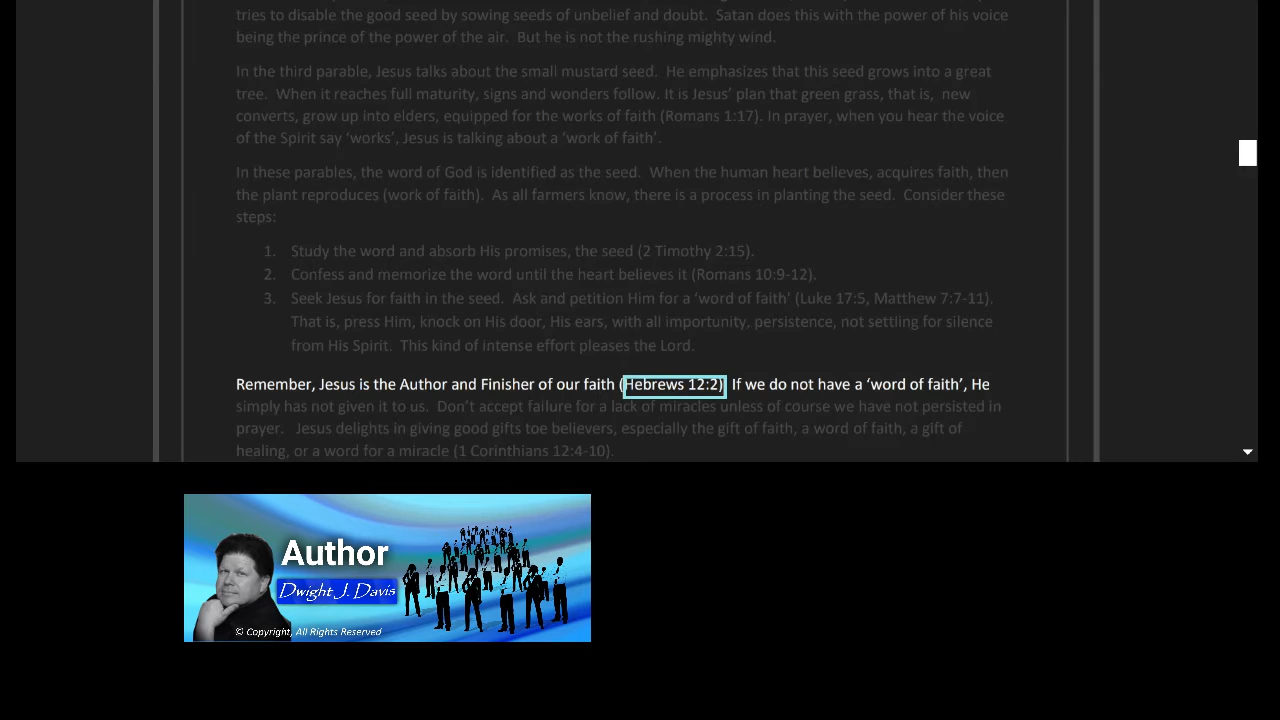 tries to disable the good seed by sowing seeds of unbelief and doubt.  Satan does this with the power of his voice
being the prince of the power of the air.  But he is not the rushing mighty wind.
In the third parable, Jesus talks about the small mustard seed.  He emphasizes that this seed grows into a great
tree.  When it reaches full maturity, signs and wonders follow. It is Jesus’ plan that green grass, that is,  new
converts, grow up into elders, equipped for the works of faith (Romans 1:17). In prayer, when you hear the voice
of the Spirit say ‘works’, Jesus is talking about a ‘work of faith’.
In these parables, the word of God is identified as the seed.  When the human heart believes, acquires faith, then
the plant reproduces (work of faith).  As all farmers know, there is a process in planting the seed.  Consider these
steps:
1. Study the word and absorb His promises, the seed (2 Timothy 2:15).
2. Confess and memorize the word until the heart believes it (Romans 10:9-12).
3. Seek Jesus for faith in the seed.  Ask and petition Him for a ‘word of faith’ (Luke 17:5, Matthew 7:7-11).
That is, press Him, knock on His door, His ears, with all importunity, persistence, not settling for silence
from His Spirit.  This kind of intense effort pleases the Lord.
Remember, Jesus is the Author and Finisher of our faith (Hebrews 12:2)  If we do not have a ‘word of faith’, He
simply has not given it to us.  Don’t accept failure for a lack of miracles unless of course we have not persisted in
prayer.   Jesus delights in giving good gifts toe believers, especially the gift of faith, a word of faith, a gift of
healing, or a word for a miracle (1 Corinthians 12:4-10).
Author
Dwight J. Davis
© Copyright, All Rights Reserved